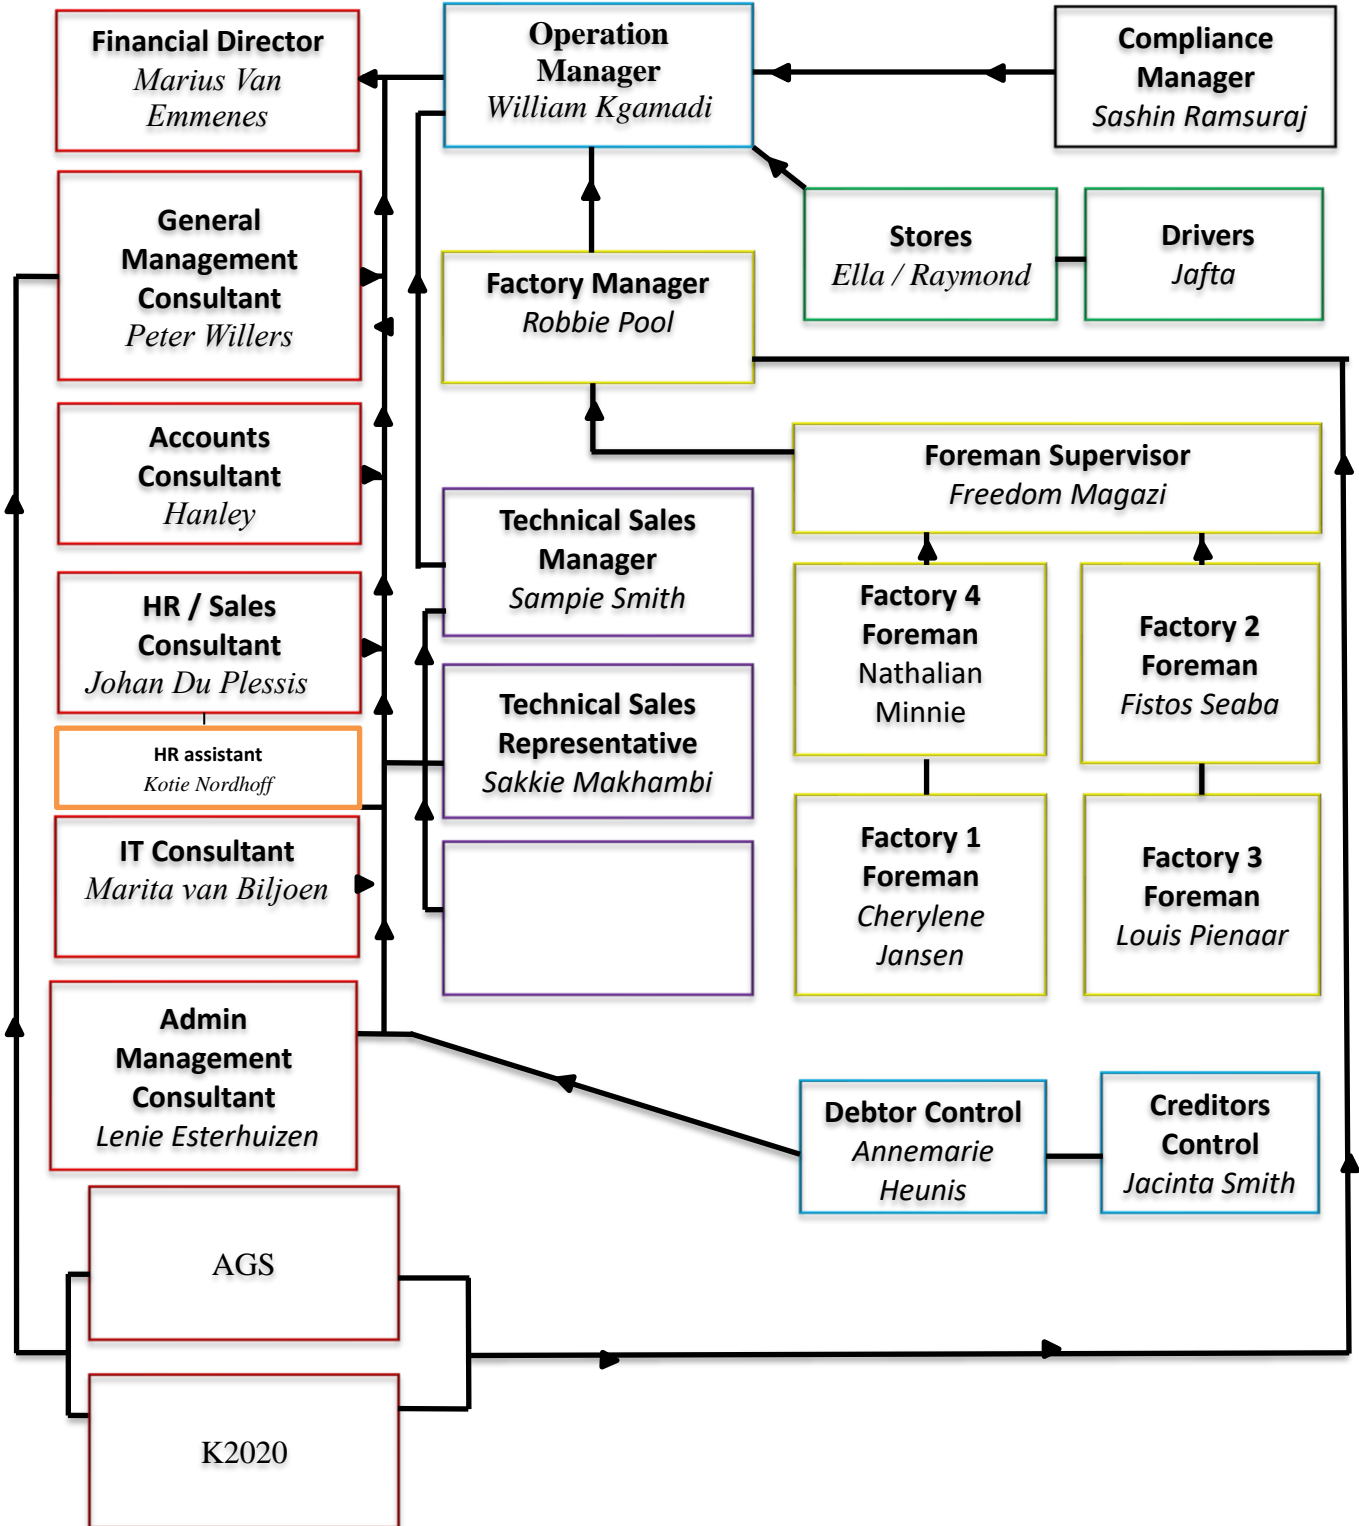 Financial Director
Marius Van
Emmenes
Operation
Manager
William Kgamadi
Compliance
Manager
Sashin Ramsuraj
General
Management
Consultant
Peter Willers
Stores
Ella / Raymond
Drivers
Jafta
Factory Manager
Robbie Pool
Accounts
Consultant
Hanley
Foreman Supervisor
Freedom Magazi
Technical Sales
Manager
Sampie Smith
HR / Sales
Consultant
Johan Du Plessis
Factory 4
Foreman
Nathalian
Minnie
Factory 2
Foreman
Fistos Seaba
Technical Sales
Representative
Sakkie Makhambi
HR assistant
Kotie Nordhoff
IT Consultant
Marita van Biljoen
Factory 1
Foreman
Cherylene
Jansen
Factory 3
Foreman
Louis Pienaar
Admin
Management
Consultant
Lenie Esterhuizen
Debtor Control
Annemarie
Heunis
Creditors
Control
Jacinta Smith
AGS
K2020